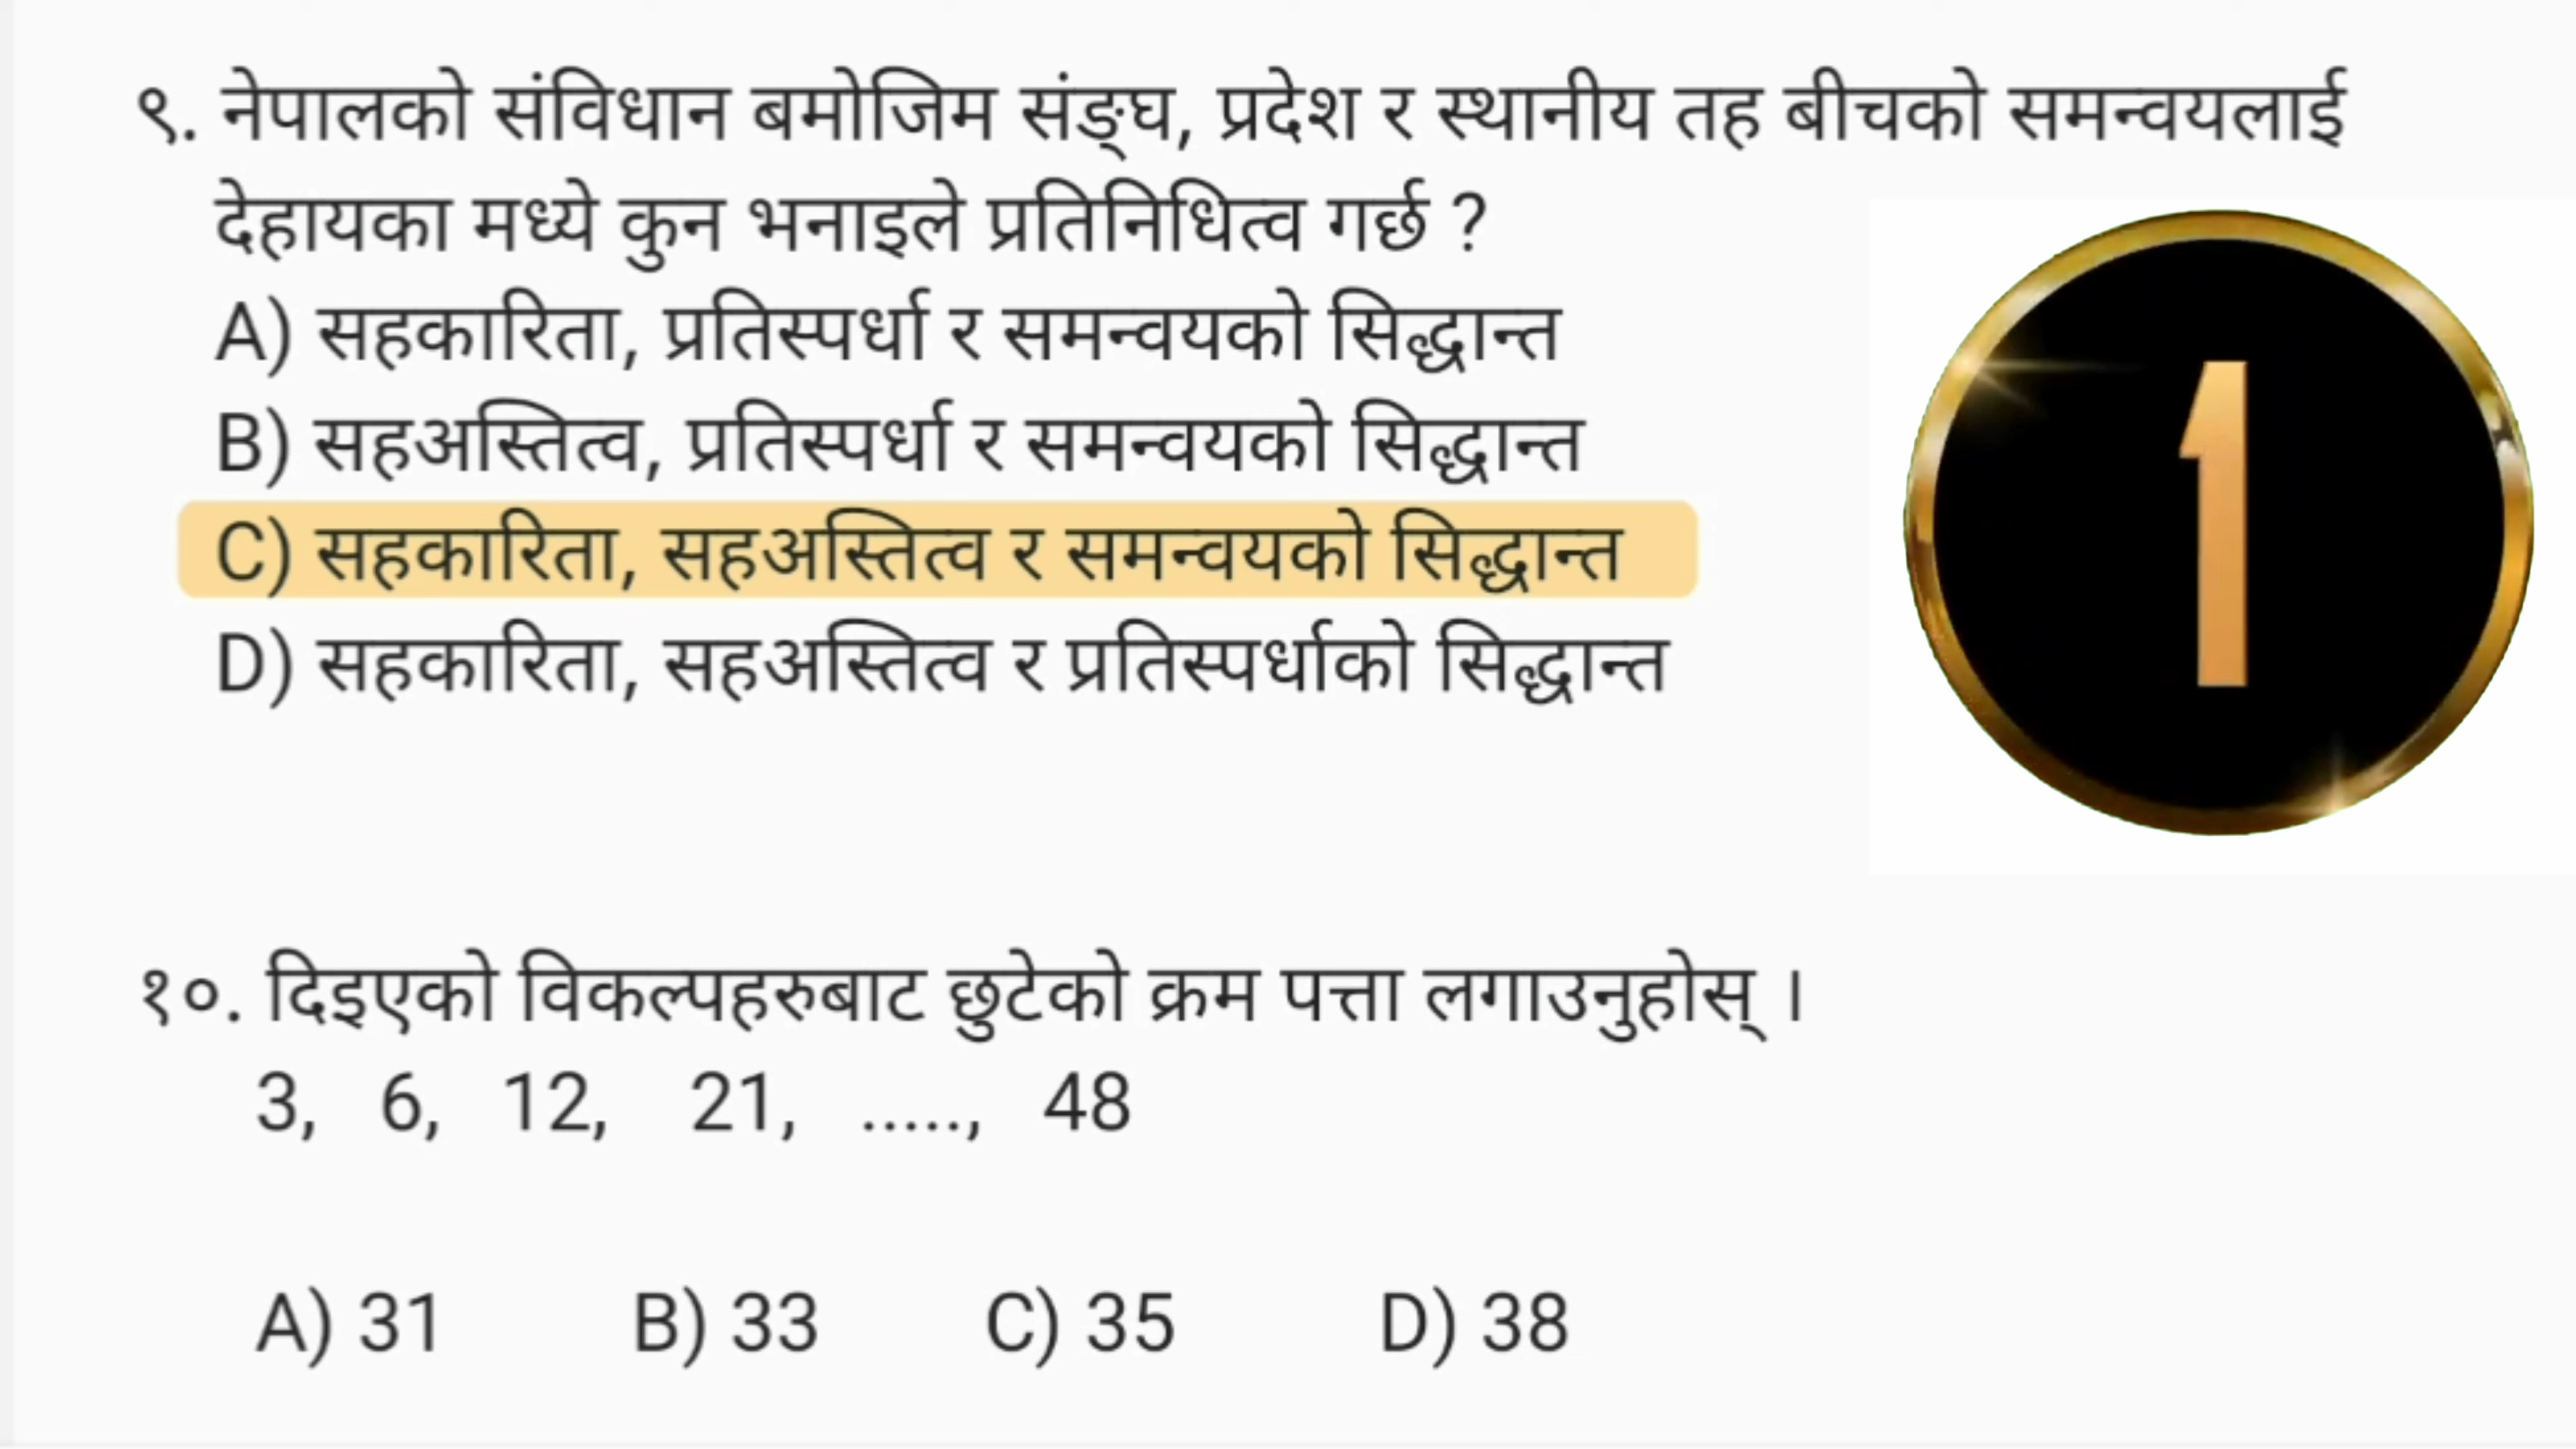 ९. नेपालको संविधान बमोजिम संङ्घ, प्रदेश र स्थानीय तह बीचको समन्वयलाई
देहायका मध्ये कुन भनाइले प्रतिनिधित्व गर्छ ?
A) सहकारिता, प्रतिस्पर्धा र समन्वयको सिद्धान्त
B) सहअस्तित्व, प्रतिस्पर्धा र समन्वयको सिद्धान्त
C) सहकारिता, सहअस्तित्व र समन्वयको सिद्धान्त
D) सहकारिता, सहअस्तित्व र प्रतिस्पर्धाको सिद्धान्त
1
१०. दिइएको विकल्पहरुबाट छुटेको क्रम पत्ता लगाउनुहोस् ।
3, 6, 12, 21, ....., 48
A) 31 B) 33 C) 35 D) 38